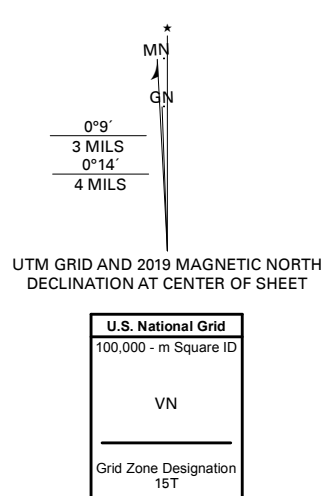 MN
GN
0°9´
3 MILS
0°14´
4 MILS
UTM GRID AND 2019 MAGNETIC NORTH
DECLINATION AT CENTER OF SHEET
U.S. National Grid
100,000 - m Square ID
VN
Grid Zone Designation
15T